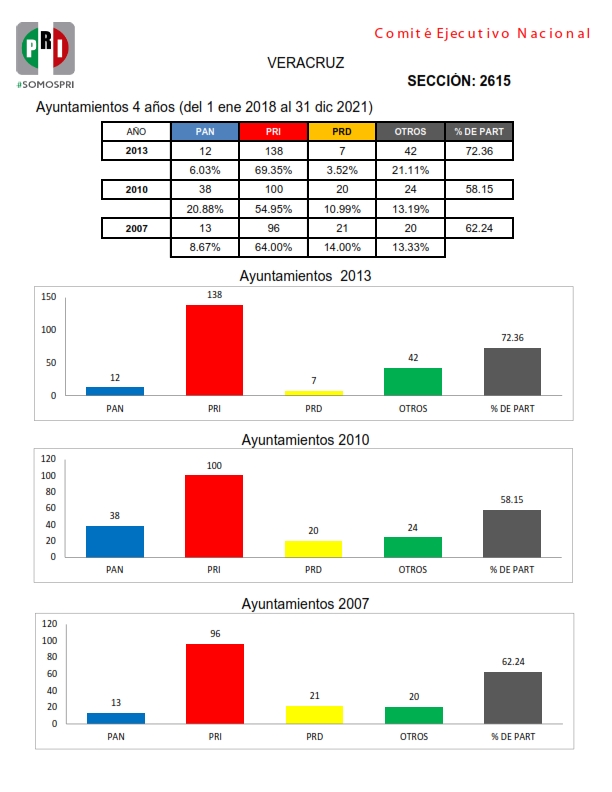 Comité Ejecutivo Nacional
PRI
#SOMOSPRI
VERACRUZ
SECCIÓN: 2615
Ayuntamientos 4 años (del 1 ene 2018 al 31 dic 2021)
AÑO PAN PRI PRD OTROS % DE PART
2013 12 138 7 42 72.36
6.03% 69.35% 3.52% 21.11%
2010 38 100 20 24 58.15
20.88% 54.95% 10.99% 13.19%
2007 13 96 21 20 62.24
8.67% 64.00% 14.00% 13.33%
Ayuntamientos 2013
150
100
50
0
12 138 7 42 72.36
PAN PRI PRD OTROS % DE PART
Ayuntamientos 2010
120
100
80
60
40
20
0
38 100 20 24 58.15
PAN PRI PRD OTROS % DE PART
Ayuntamientos 2007
120
100
80
60
40
20
0
13 96 21 20 62.24
PAN PRI PRD OTROS % DE PART